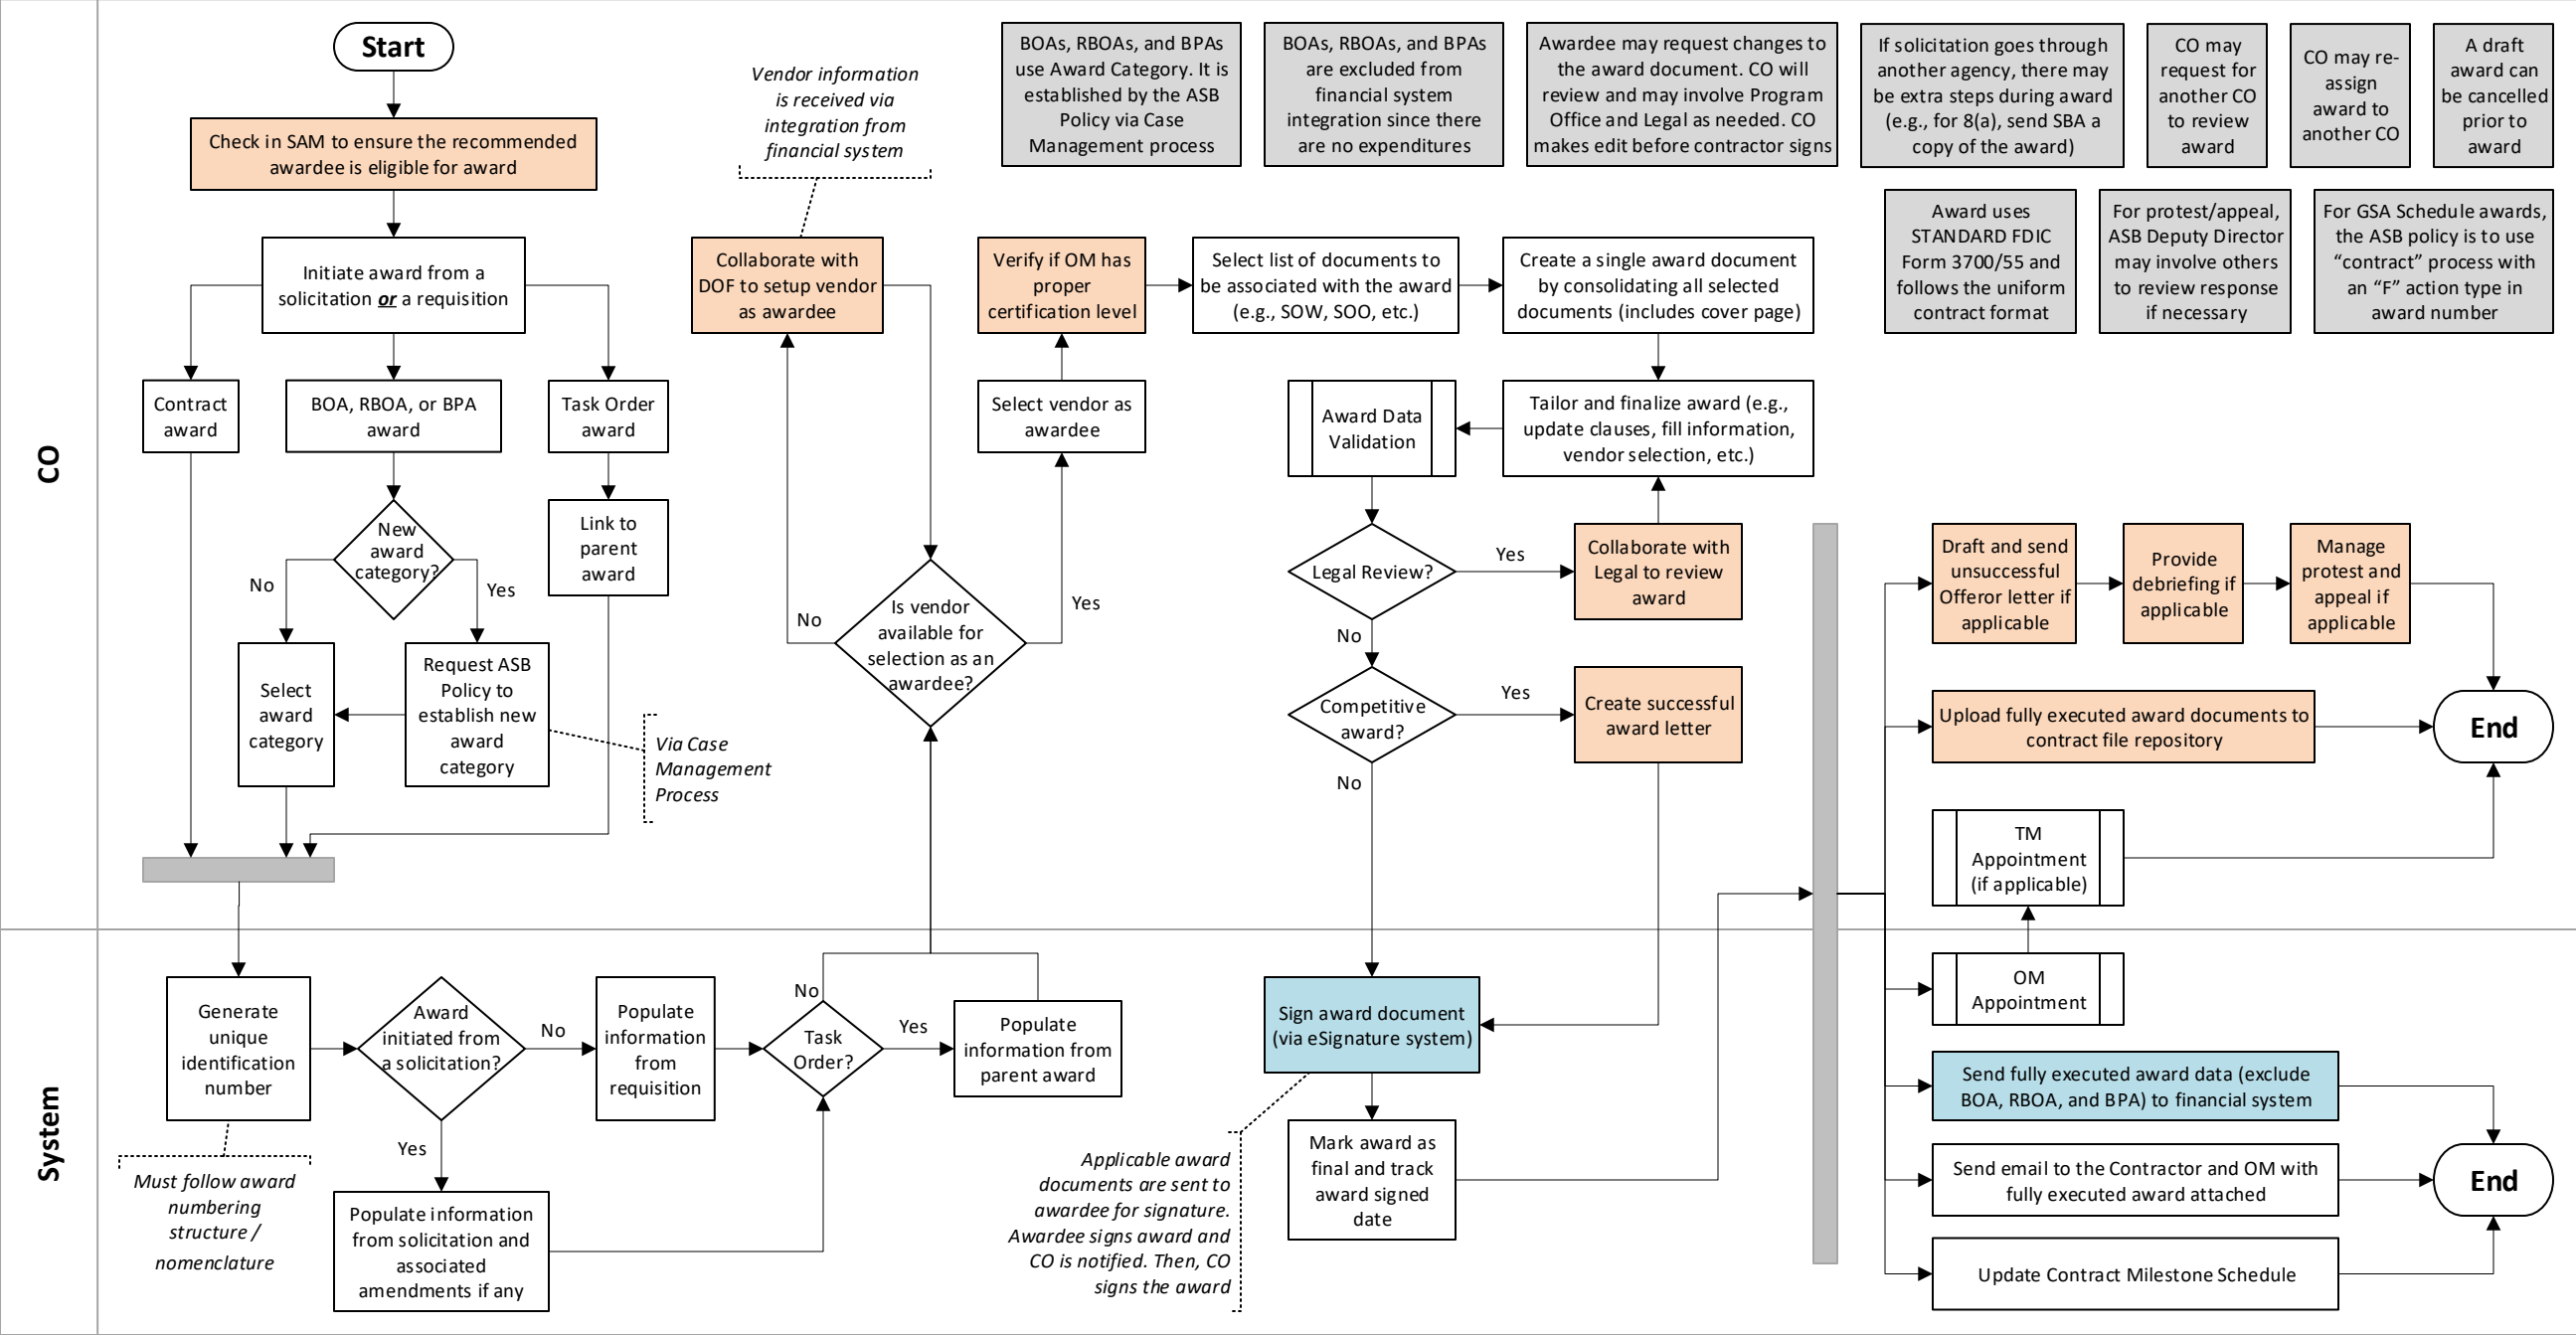 CO
Start
Check in SAM to ensure the recommended
awardee is eligible for award
Initiate award from a
solicitation or a requisition
Contract
award
BOA, RBOA, or BPA
award
Task Order
award
New
award
category?
No
Yes
Link to
parent
award
Select
award
category
Request ASB
Policy to
establish new
award
category
Via Case
Management
Process
Vendor information
is received via
integration from
financial system
Collaborate with
DOF to setup vendor
as awardee
Is vendor
available for
selection as an
awardee?
No
Yes
Select vendor as
awardee
Verify if OM has
proper
certification level
Select list of documents to
be associated with the award
(e.g., SOW, SOO, etc.)
Create a single award document
by consolidating all selected
documents (includes cover page)
Tailor and finalize award (e.g.,
update clauses, fill information,
vendor selection, etc.)
Award Data
Validation
Legal Review?
Yes
Collaborate with
Legal to review
award
No
Competitive
award?
Yes
Create successful
award letter
No
BOAs, RBOAs, and BPAs
use Award Category. It is
established by the ASB
Policy via Case
Management process
BOAs, RBOAs, and BPAs
are excluded from
financial system
integration since there
are no expenditures
Awardee may request changes to
the award document. CO will
review and may involve Program
Office and Legal as needed. CO
makes edit before contractor signs
If solicitation goes through
another agency, there may
be extra steps during award
(e.g., for 8(a), send SBA a
copy of the award)
CO may
request for
another CO
to review
award
CO may re-
assign
award to
another CO
A draft
award can
be cancelled
prior to
award
Award uses
STANDARD FDIC
Form 3700/55 and
follows the uniform
contract format
For protest/appeal,
ASB Deputy Director
may involve others
to review response
if necessary
For GSA Schedule awards,
the ASB policy is to use
“contract” process with
an “F” action type in
award number
Draft and send
unsuccessful
Offeror letter if
applicable
Provide
debriefing if
applicable
Manage
protest and
appeal if
applicable
Upload fully executed award documents to
contract file repository
End
TM
Appointment
(if applicable)
System
Generate
unique
identification
number
Must follow award
numbering
structure /
nomenclature
Award
initiated from
a solicitation?
No
Yes
Populate
information
from
requisition
Populate information
from solicitation and
associated
amendments if any
Task
Order?
No
Yes
Populate
information from
parent award
Sign award document
(via eSignature system)
Applicable award
documents are sent to
awardee for signature.
Awardee signs award and
CO is notified. Then, CO
signs the award
Mark award as
final and track
award signed
date
OM
Appointment
Send fully executed award data (exclude
BOA, RBOA, and BPA) to financial system
Send email to the Contractor and OM with
fully executed award attached
Update Contract Milestone Schedule
End